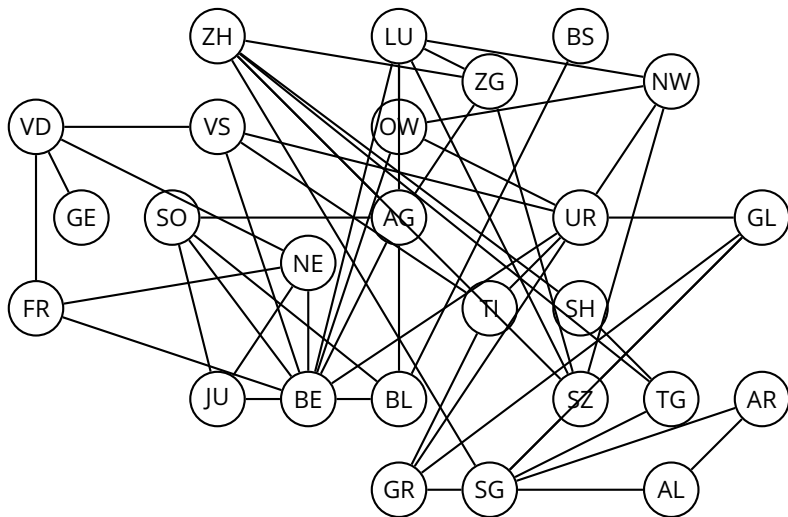 ZH LU BS
ZG NW
VD VS OW
GE SO AG UR GL
NE
FR TI SH
JU BE BL SZ TG AR
GR SG AL